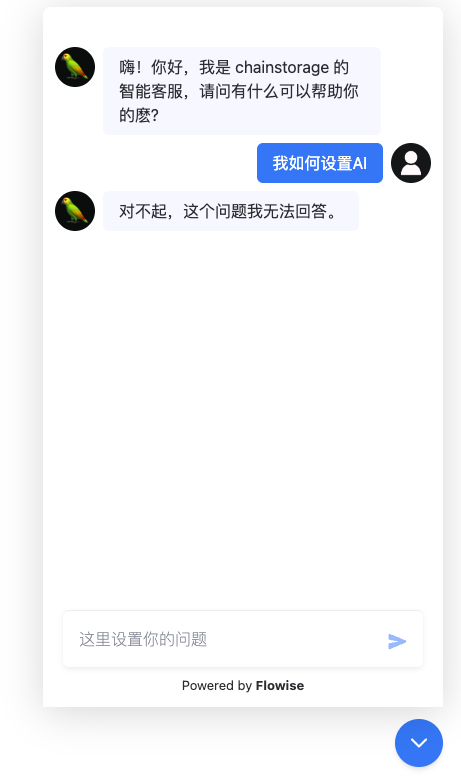 嗨！你好，我是 chainstorage 的
智能客服，请问有什么可以帮助你
的麽?
我如何设置AI
对不起，这个问题我无法回答。
这里设置你的问题
Powered by Flowise